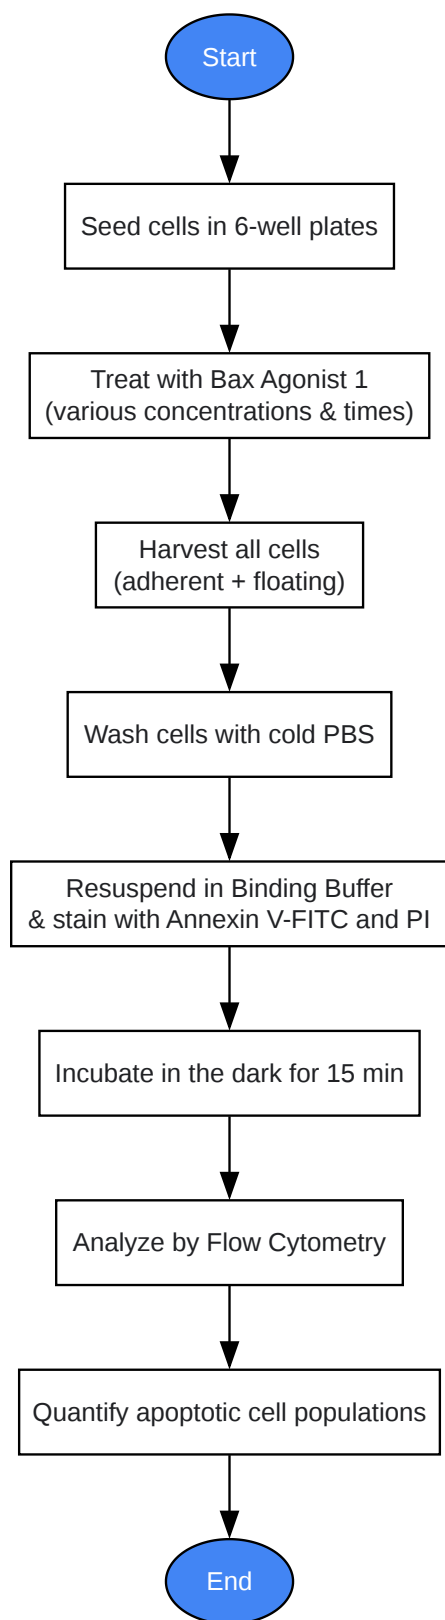 Start
Seed cells in 6-well plates
Treat with Bax Agonist 1
(various concentrations & times)
Harvest all cells
(adherent + floating)
Wash cells with cold PBS
Resuspend in Binding Buffer
& stain with Annexin V-FITC and PI
Incubate in the dark for 15 min
Analyze by Flow Cytometry
Quantify apoptotic cell populations
End